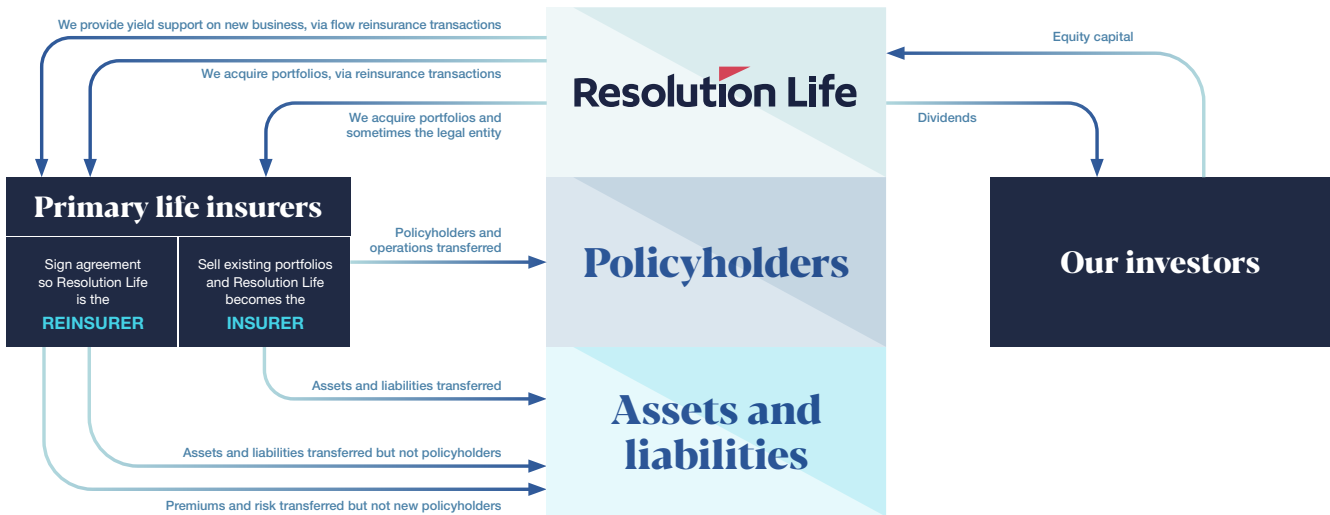 We provide yield support on new business, via flow reinsurance transactions
We acquire portfolios, via reinsurance transactions
We acquire portfolios and
sometimes the legal entity
Resolution Life
Equity capital
Dividends
Primary life insurers
Sign agreement
so Resolution Life
is the
REINSURER
Sell existing portfolios
and Resolution Life
becomes the
INSURER
Policyholders and
operations transferred
Policyholders
Our investors
Assets and liabilities transferred
Assets and liabilities transferred but not policyholders
Premiums and risk transferred but not new policyholders
Assets and
liabilities